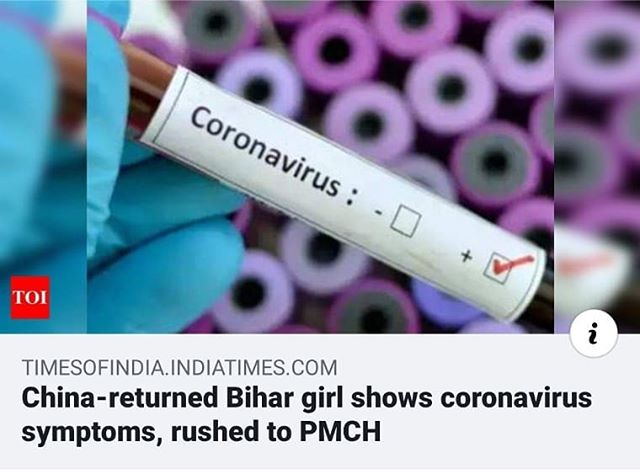 Coronavirus : -
+
TOI
i
TIMESOFINDIA.INDIATIMES.COM
China-returned Bihar girl shows coronavirus
symptoms, rushed to PMCH